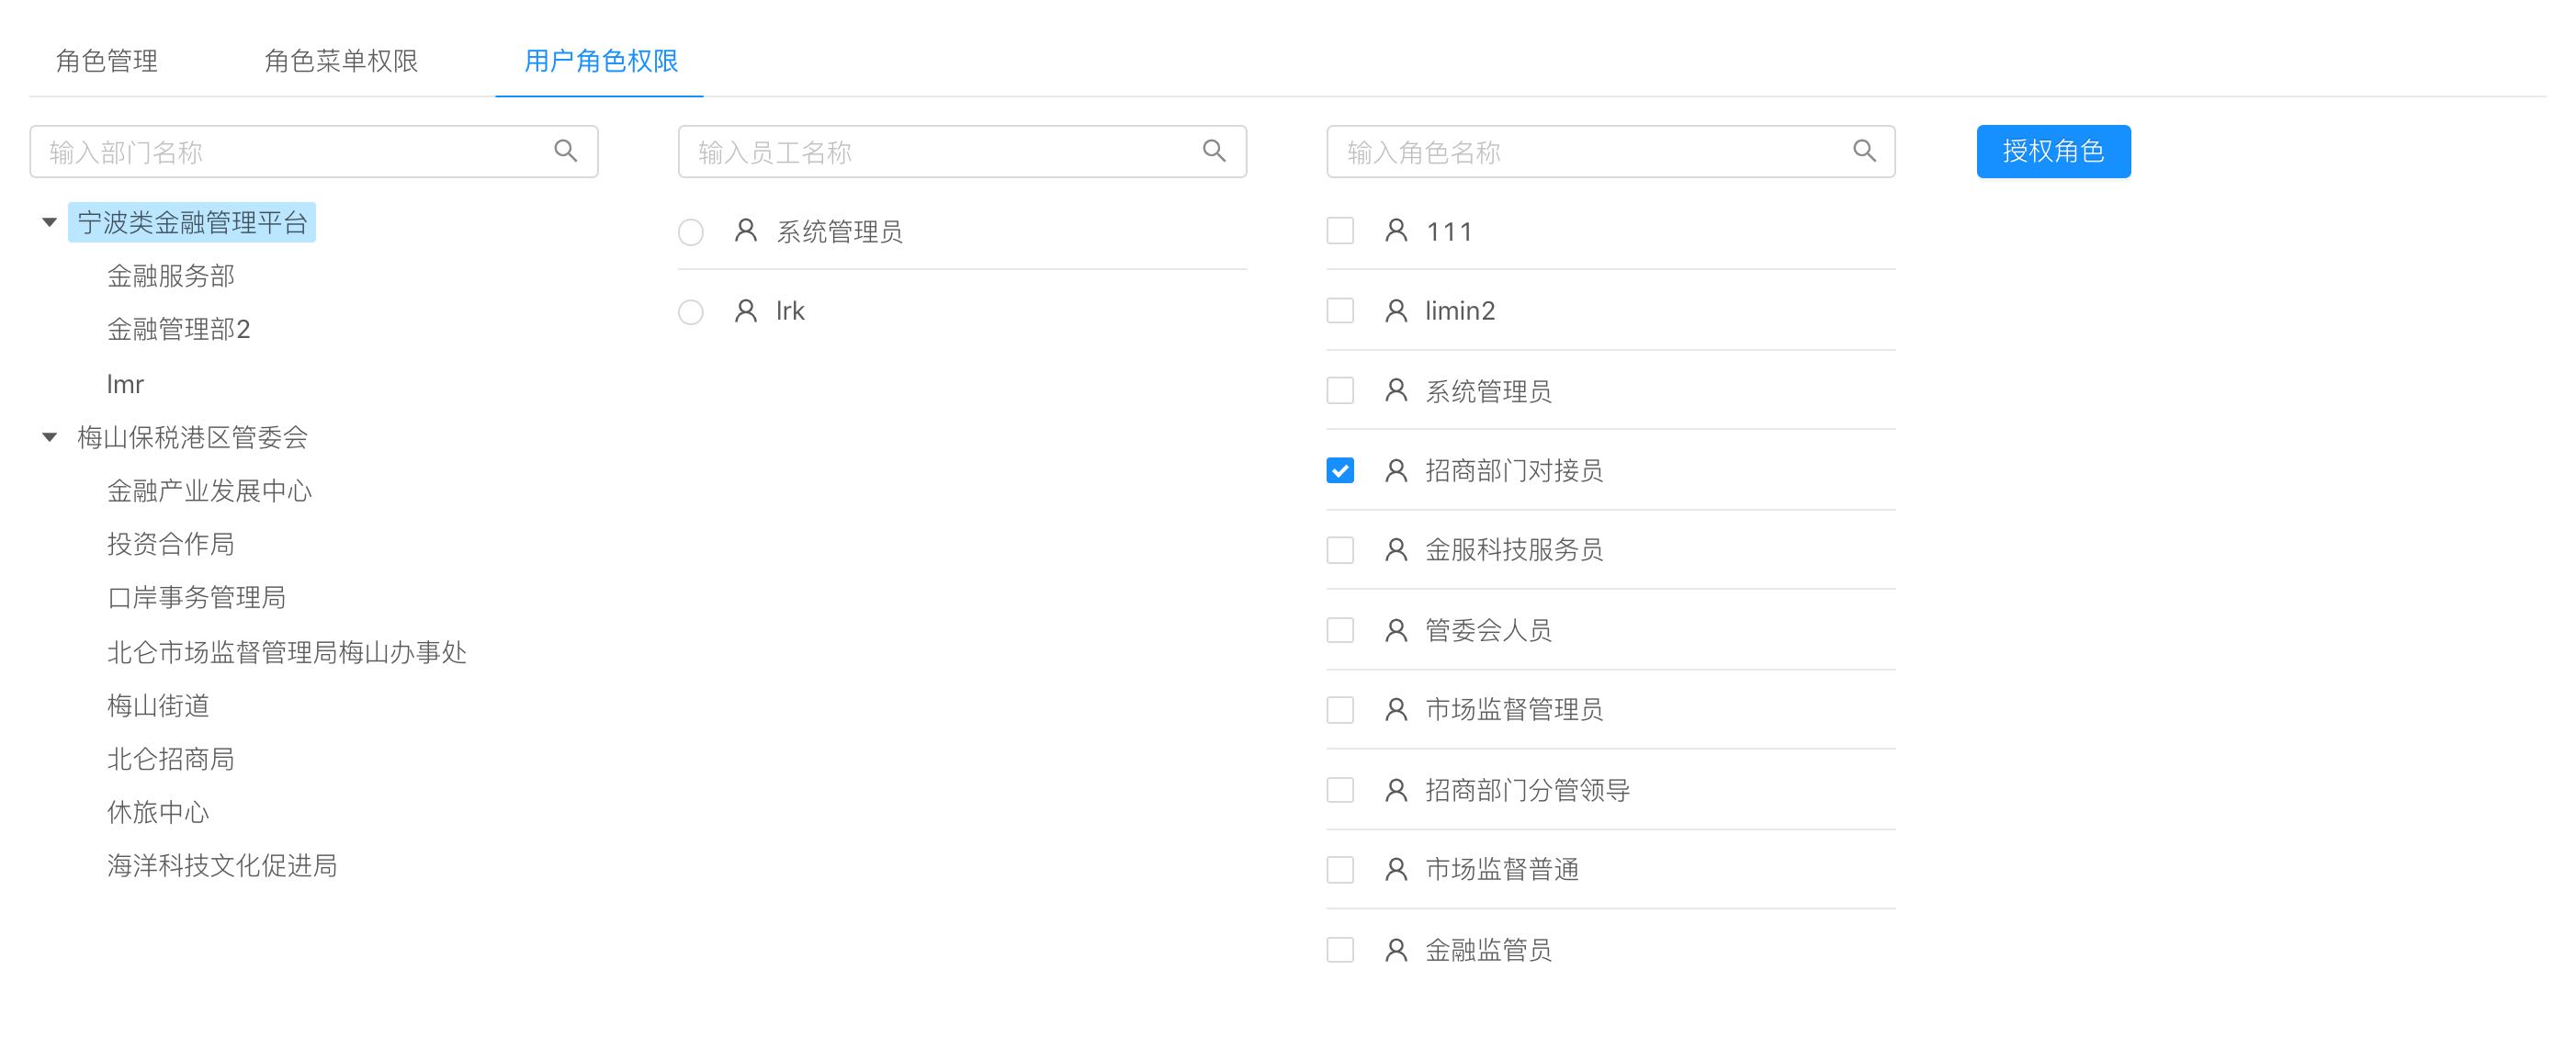 角色管理 角色菜单权限 用户角色权限
输入部门名称
宁波类金融管理平台
金融服务部
金融管理部2
lmr
梅山保税港区管委会
金融产业发展中心
投资合作局
口岸事务管理局
北仑市场监督管理局梅山办事处
梅山街道
北仑招商局
休旅中心
海洋科技文化促进局
输入员工名称
系统管理员
lrk
输入角色名称
111
limin2
系统管理员
招商部门对接员
金服科技服务员
管委会人员
市场监督管理员
招商部门分管领导
市场监督普通
金融监管员
授权角色